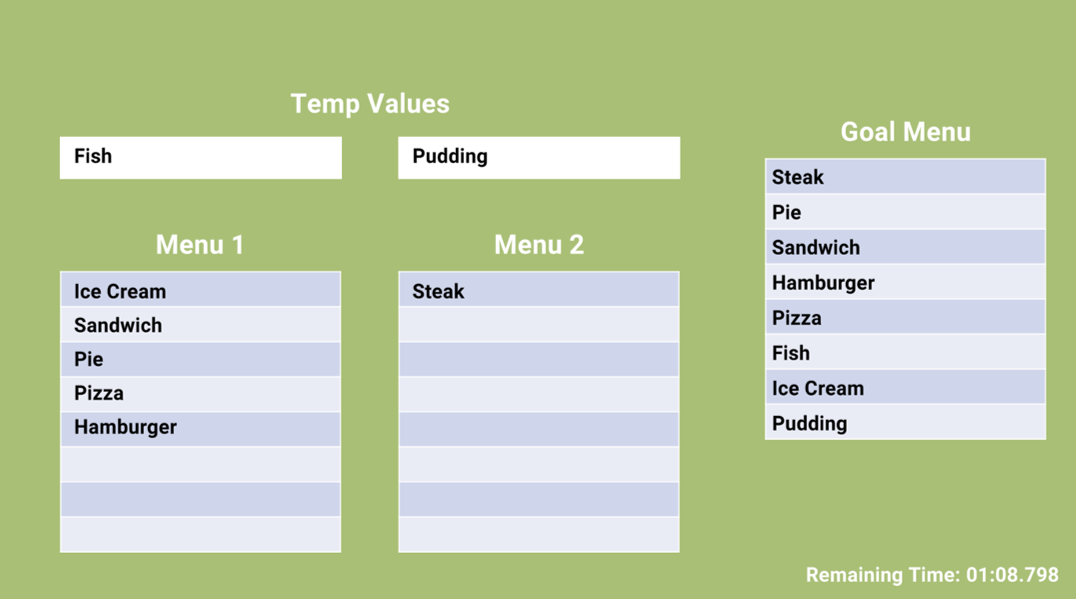 Temp Values
Fish
Pudding
Menu 1
Ice Cream
Sandwich
Pie
Pizza
Hamburger
Menu 2
Steak
Goal Menu
Steak
Pie
Sandwich
Hamburger
Pizza
Fish
Ice Cream
Pudding
Remaining Time: 01:08.798